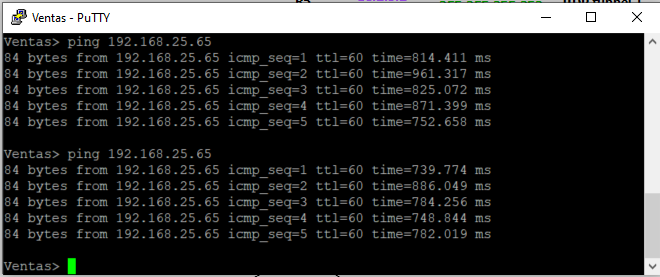 Ventas - PuTTY
Ventas> ping 192.168.25.65
84 bytes from 192.168.25.65 icmp_seq=1 ttl=60 time=814.411 ms
84 bytes from 192.168.25.65 icmp_seq=2 ttl=60 time=961.317 ms
84 bytes from 192.168.25.65 icmp_seq=3 ttl=60 time=825.072 ms
84 bytes from 192.168.25.65 icmp_seq=4 ttl=60 time=871.399 ms
84 bytes from 192.168.25.65 icmp_seq=5 ttl=60 time=752.658 ms
Ventas> ping 192.168.25.65
84 bytes from 192.168.25.65 icmp_seq=1 ttl=60 time=739.774 ms
84 bytes from 192.168.25.65 icmp_seq=2 ttl=60 time=886.049 ms
84 bytes from 192.168.25.65 icmp_seq=3 ttl=60 time=784.256 ms
84 bytes from 192.168.25.65 icmp_seq=4 ttl=60 time=748.844 ms
84 bytes from 192.168.25.65 icmp_seq=5 ttl=60 time=782.019 ms
Ventas>